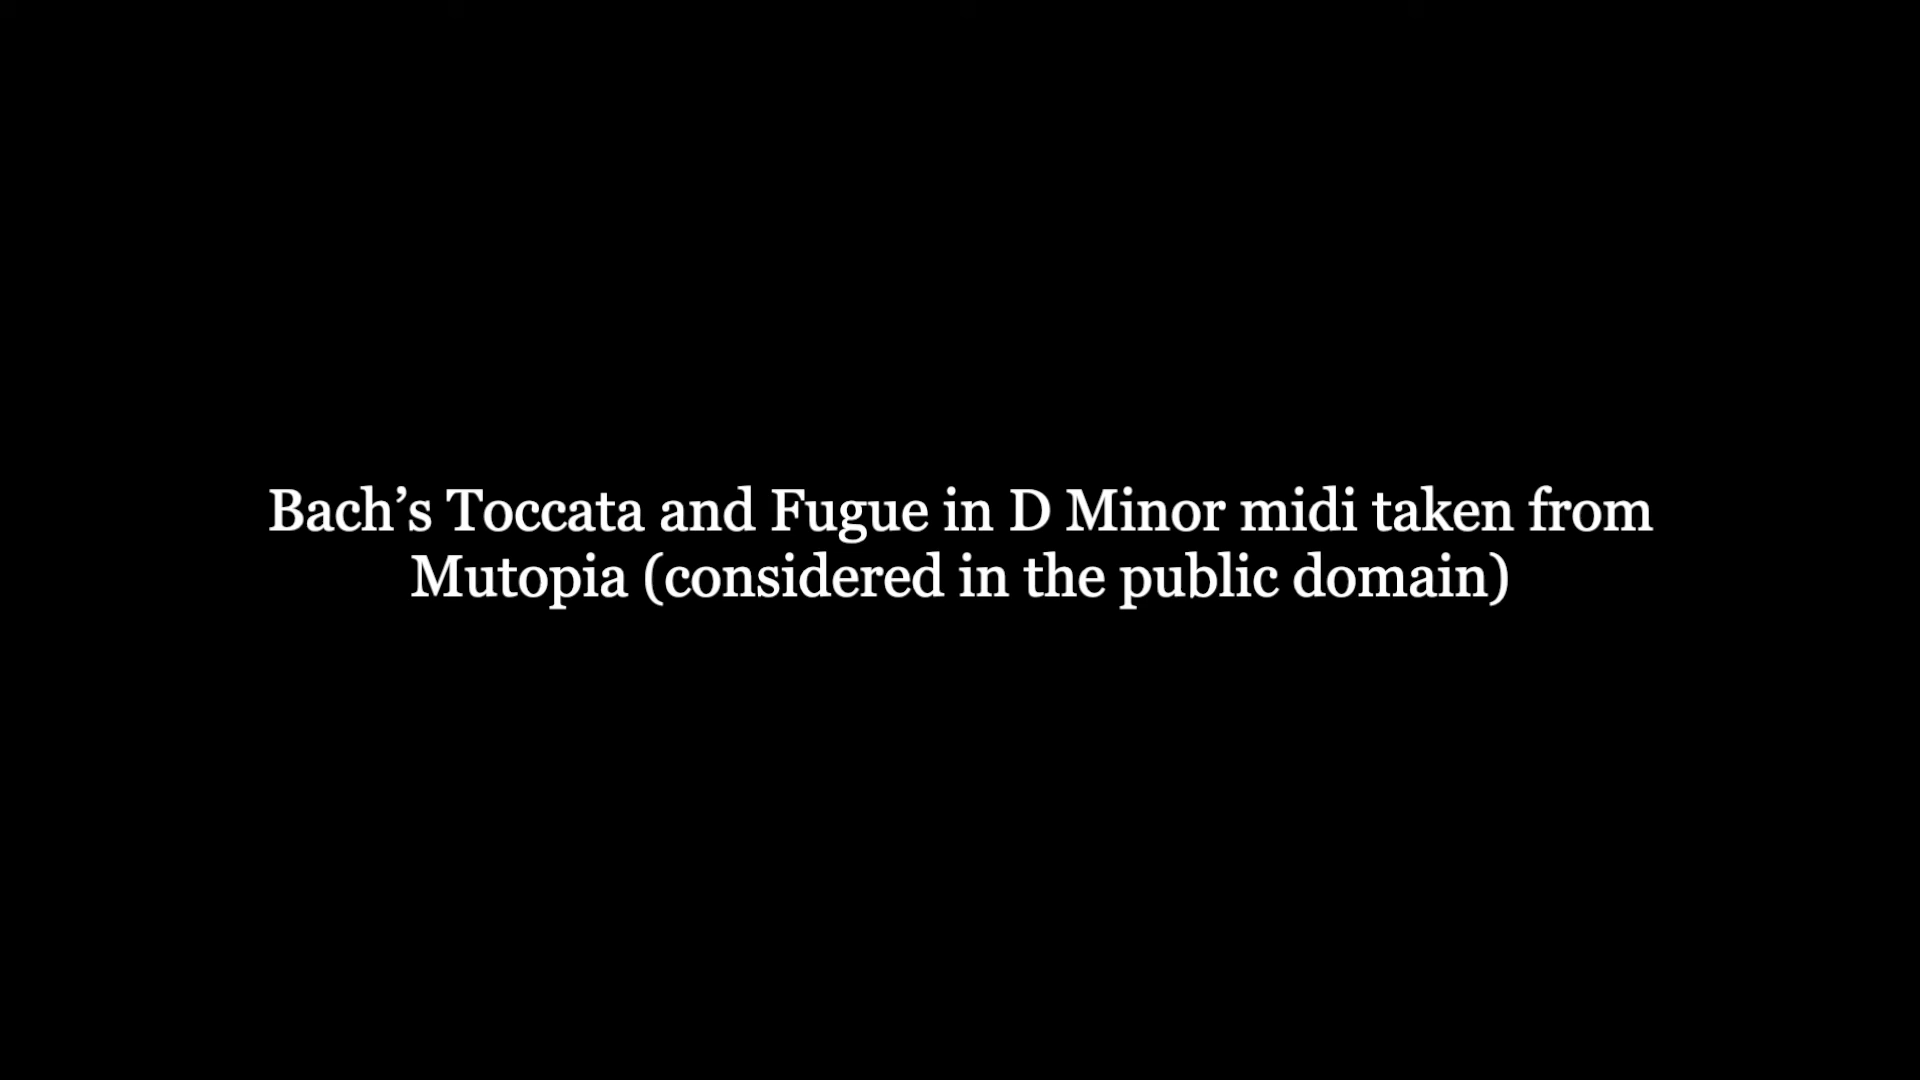 Bach’s Toccata and Fugue in D Minor midi taken from
Mutopia (considered in the public domain)